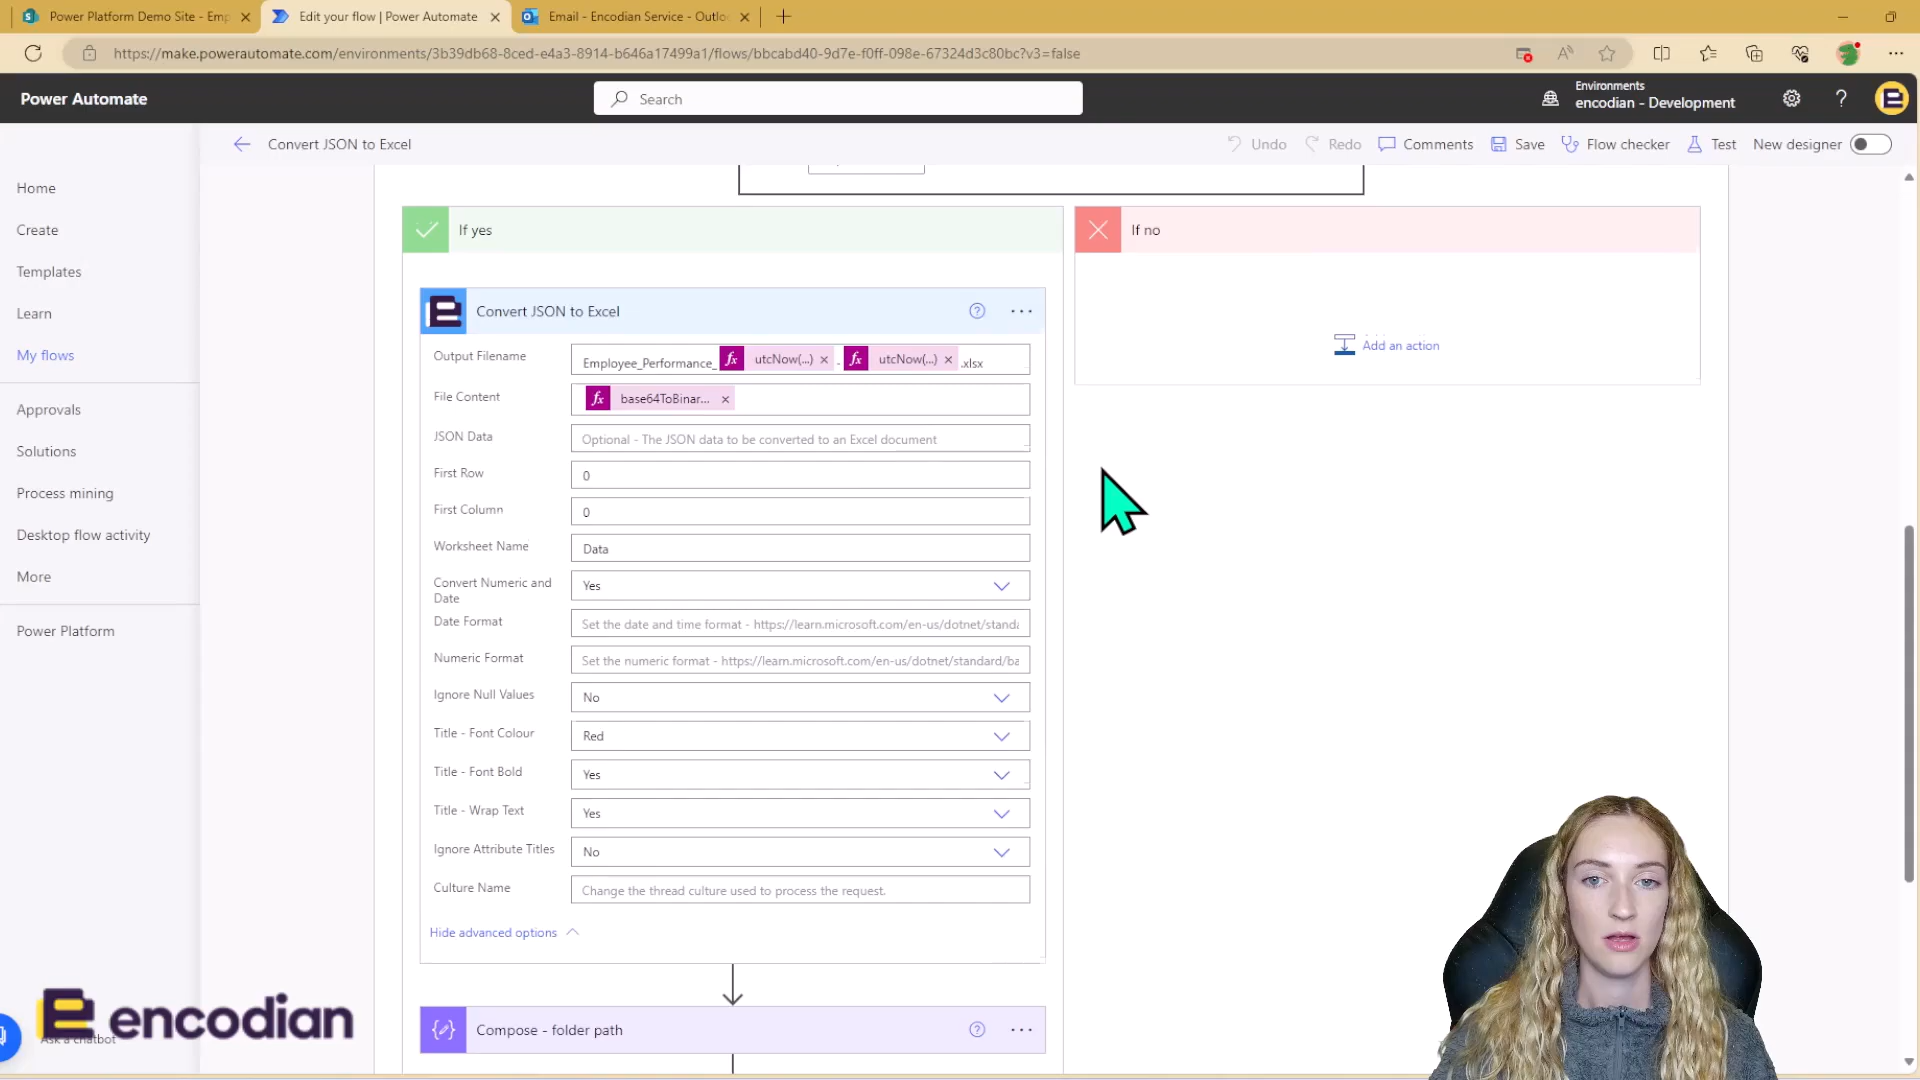 Power Platform Demo Site - Emp
Edit your flow | Power Automate
Email - Encodian Service - Outlo
https://make.powerautomate.com/environments/3b39db68-8ced-e4a3-8914-b646a17499a1/flows/bbcabd40-9d7e-f0ff-098e-67324d3c80bc?v3=false
Power Automate
Search
Environments
encodian - Development
Convert JSON to Excel
Undo
Redo
Comments
Save
Flow checker
Test
New designer
Home
Create
Templates
Learn
My flows
Approvals
Solutions
Process mining
Desktop flow activity
More
Power Platform
If yes
If no
Add an action
Convert JSON to Excel
Output Filename
Employee_Performance_ fx utcNow(...) × - fx utcNow(...) × .xlsx
File Content
fx base64ToBinar... ×
JSON Data
Optional - The JSON data to be converted to an Excel document
First Row
0
First Column
0
Worksheet Name
Data
Convert Numeric and
Date
Yes
Date Format
Set the date and time format - https://learn.microsoft.com/en-us/dotnet/standa
Numeric Format
Set the numeric format - https://learn.microsoft.com/en-us/dotnet/standard/ba
Ignore Null Values
No
Title - Font Colour
Red
Title - Font Bold
Yes
Title - Wrap Text
Yes
Ignore Attribute Titles
No
Culture Name
Change the thread culture used to process the request.
Hide advanced options
Compose - folder path
encodian
Ask a chatbot